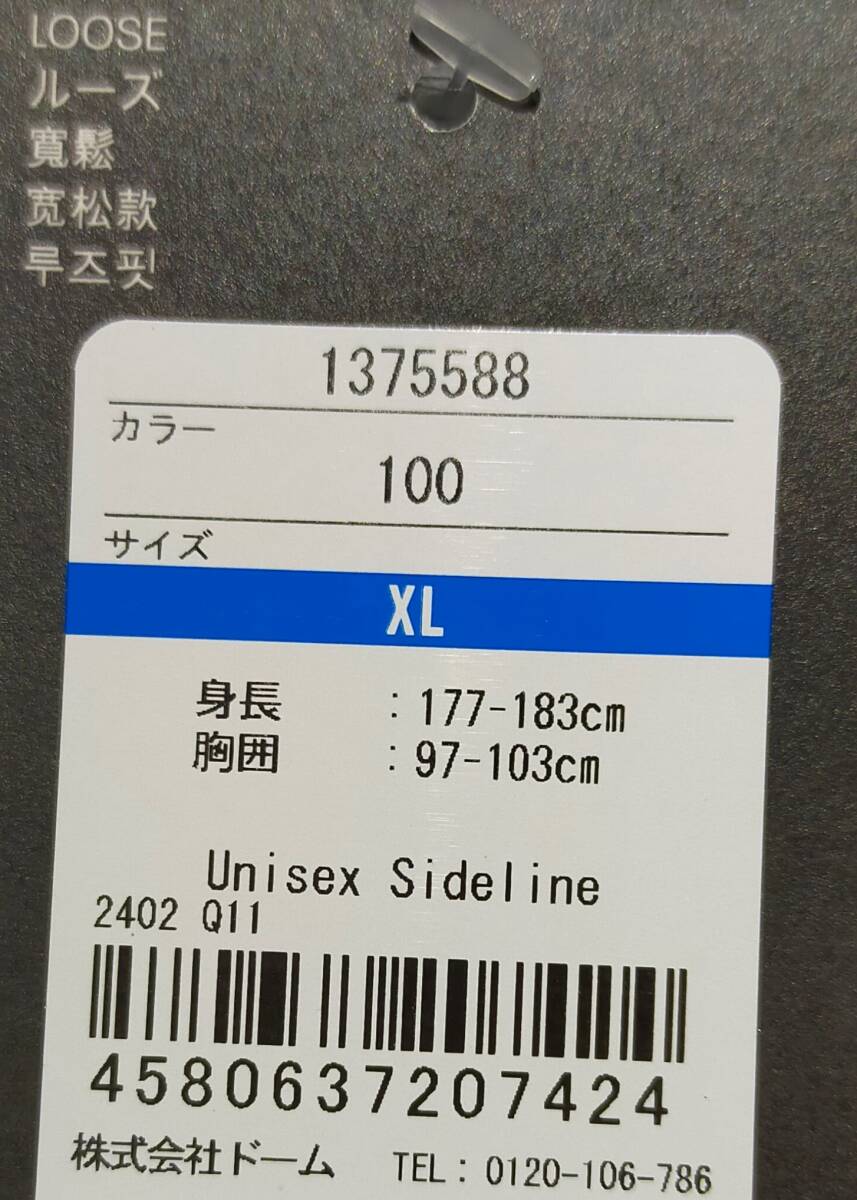 LOOSE
ルーズ
寬鬆
宽松款
루즈핏
1375588
カラー
100
サイズ
XL
身長 : 177-183cm
胸囲 : 97-103cm
Unisex Sideline
2402 Q11
4580637207424
株式会社ドーム TEL: 0120-106-786